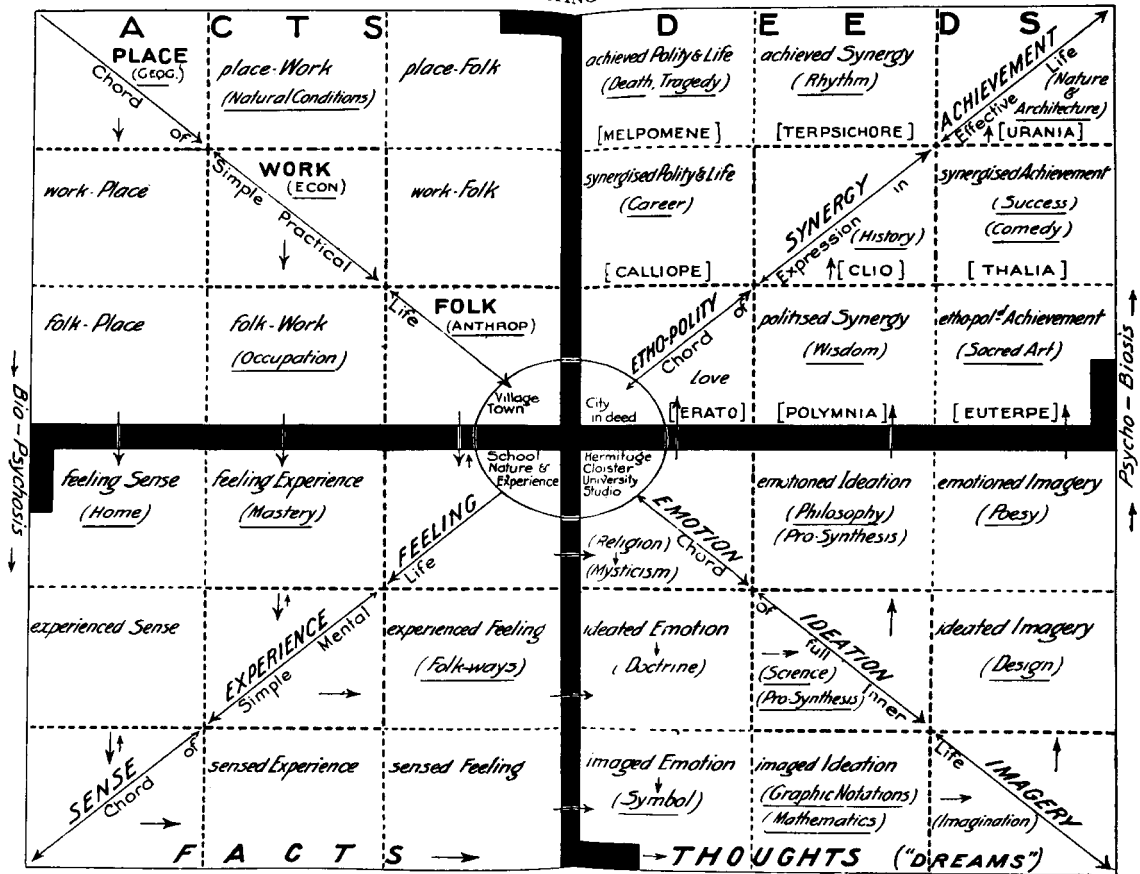 ACTS
DEEDS
PLACE
(GEOG.)
Chord
of
place-Work
(Natural Conditions)
place-Folk
achieved Polity & Life
(Death, Tragedy)
[MELPOMENE]
achieved Synergy
(Rhythm)
[TERPSICHORE]
ACHIEVEMENT
Effective Life
(Nature &
Architecture)
[URANIA]
work-Place
WORK
(ECON)
Simple
Practical
work-Folk
synergised Polity & Life
(Career)
[CALLIOPE]
SYNERGY
Expression in
(History)
[CLIO]
synergised Achievement
(Success)
(Comedy)
[THALIA]
folk-Place
folk-Work
(Occupation)
FOLK
(ANTHROP)
Life
"Village
Town"
ETHO-POLITY
Chord of
Love
City
in deed
[ERATO]
politised Synergy
(Wisdom)
[POLYMNIA]
etho-pol^d Achievement
(Sacred Art)
[EUTERPE]
Bio-Psychosis
Psycho-Biosis
feeling Sense
(Home)
feeling Experience
(Mastery)
School
Nature &
Experience
FEELING
Life
Hermitage
Cloister
University
Studio
EMOTION
Chord
(Religion)
(Mysticism)
emotioned Ideation
(Philosophy)
(Pro-Synthesis)
emotioned Imagery
(Poesy)
experienced Sense
EXPERIENCE
Simple Mental
experienced Feeling
(Folk-ways)
ideated Emotion
(Doctrine)
of
IDEATION
full
Inner
(Science)
(Pro-Synthesis)
ideated Imagery
(Design)
SENSE
Chord of
sensed Experience
sensed Feeling
imaged Emotion
(Symbol)
imaged Ideation
(Graphic Notations)
(Mathematics)
Life
IMAGERY
(Imagination)
FACTS
THOUGHTS ("DREAMS")